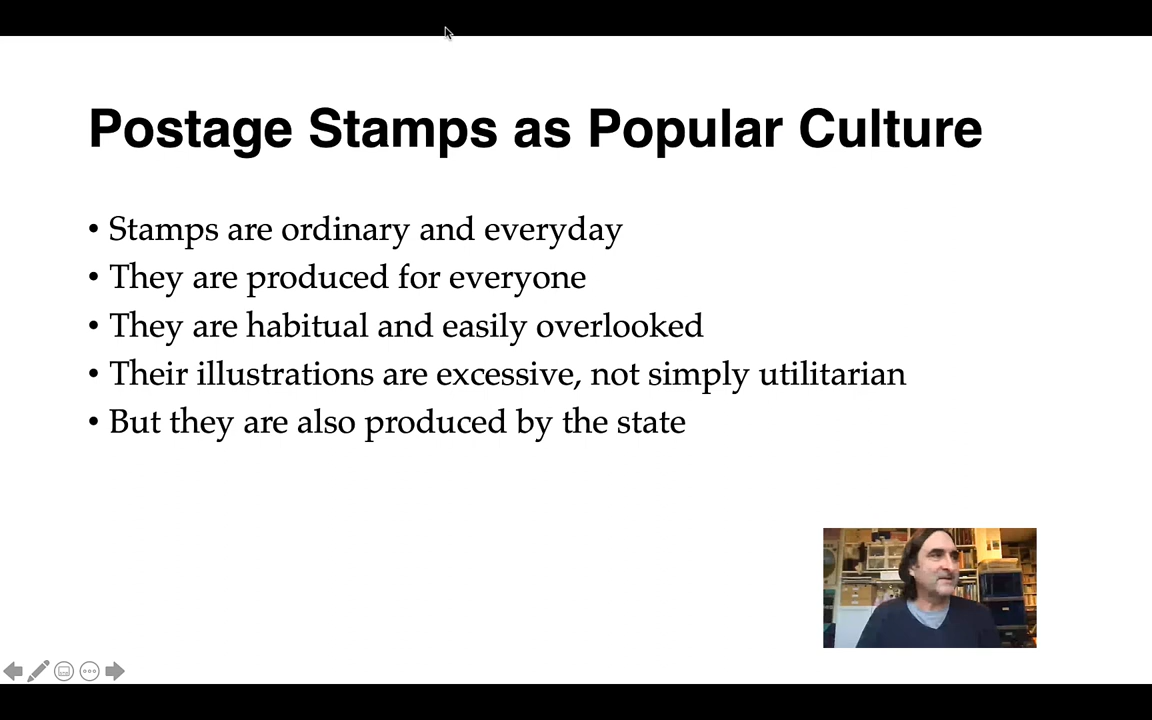 Postage Stamps as Popular Culture
• Stamps are ordinary and everyday
• They are produced for everyone
• They are habitual and easily overlooked
• Their illustrations are excessive, not simply utilitarian
• But they are also produced by the state